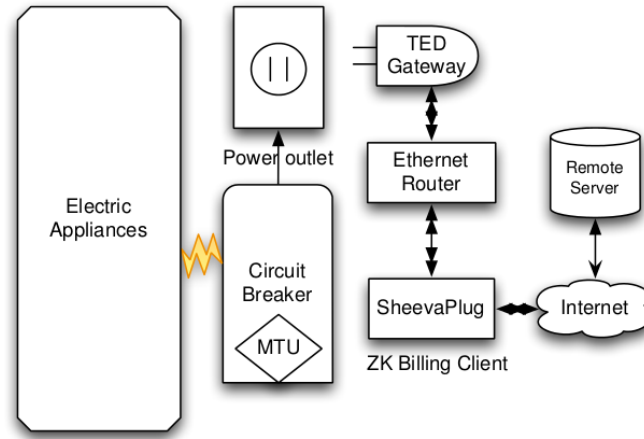 TED
Gateway
Power outlet
Ethernet
Router
Remote
Server
Electric
Appliances
Circuit
Breaker
SheevaPlug
Internet
MTU
ZK Billing Client